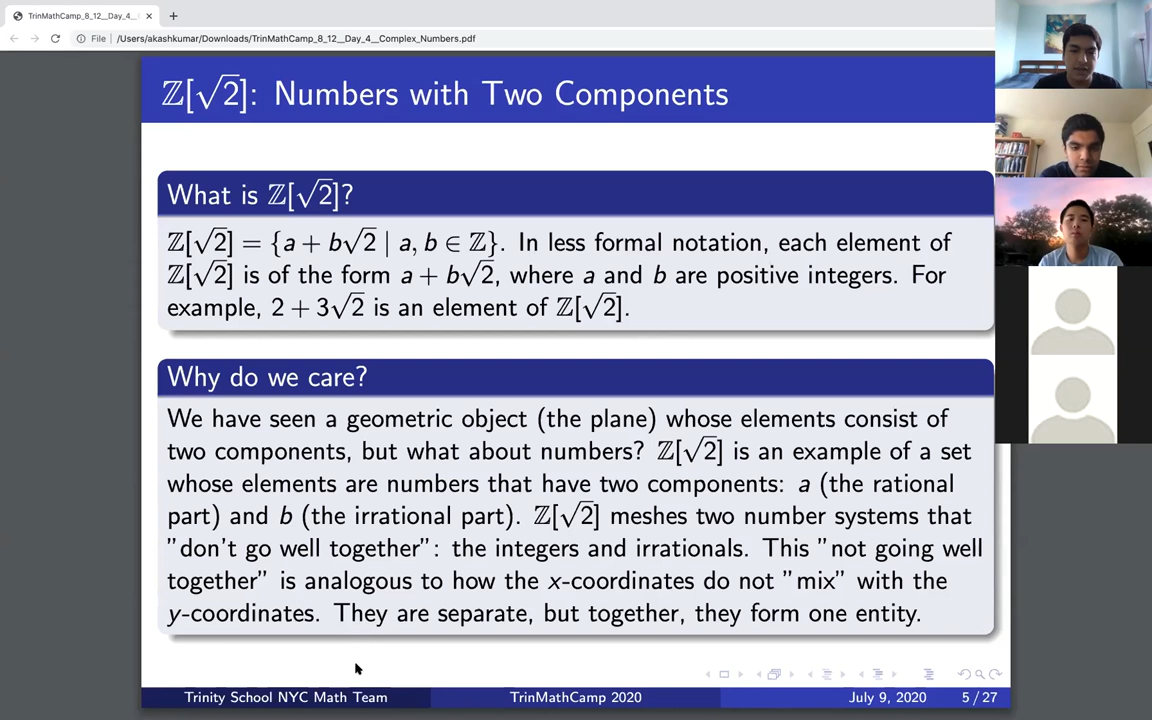 TrinMathCamp_8_12__Day_4_
File
/Users/akashkumar/Downloads/TrinMathCamp_8_12__Day_4__Complex_Numbers.pdf
ℤ[√2]: Numbers with Two Components
What is ℤ[√2]?
ℤ[√2] = {a + b√2 | a, b ∈ ℤ}. In less formal notation, each element of
ℤ[√2] is of the form a + b√2, where a and b are positive integers. For
example, 2 + 3√2 is an element of ℤ[√2].
Why do we care?
We have seen a geometric object (the plane) whose elements consist of
two components, but what about numbers? ℤ[√2] is an example of a set
whose elements are numbers that have two components: a (the rational
part) and b (the irrational part). ℤ[√2] meshes two number systems that
"don't go well together": the integers and irrationals. This "not going well
together" is analogous to how the x-coordinates do not "mix" with the
y-coordinates. They are separate, but together, they form one entity.
Trinity School NYC Math Team
TrinMathCamp 2020
July 9, 2020
5 / 27